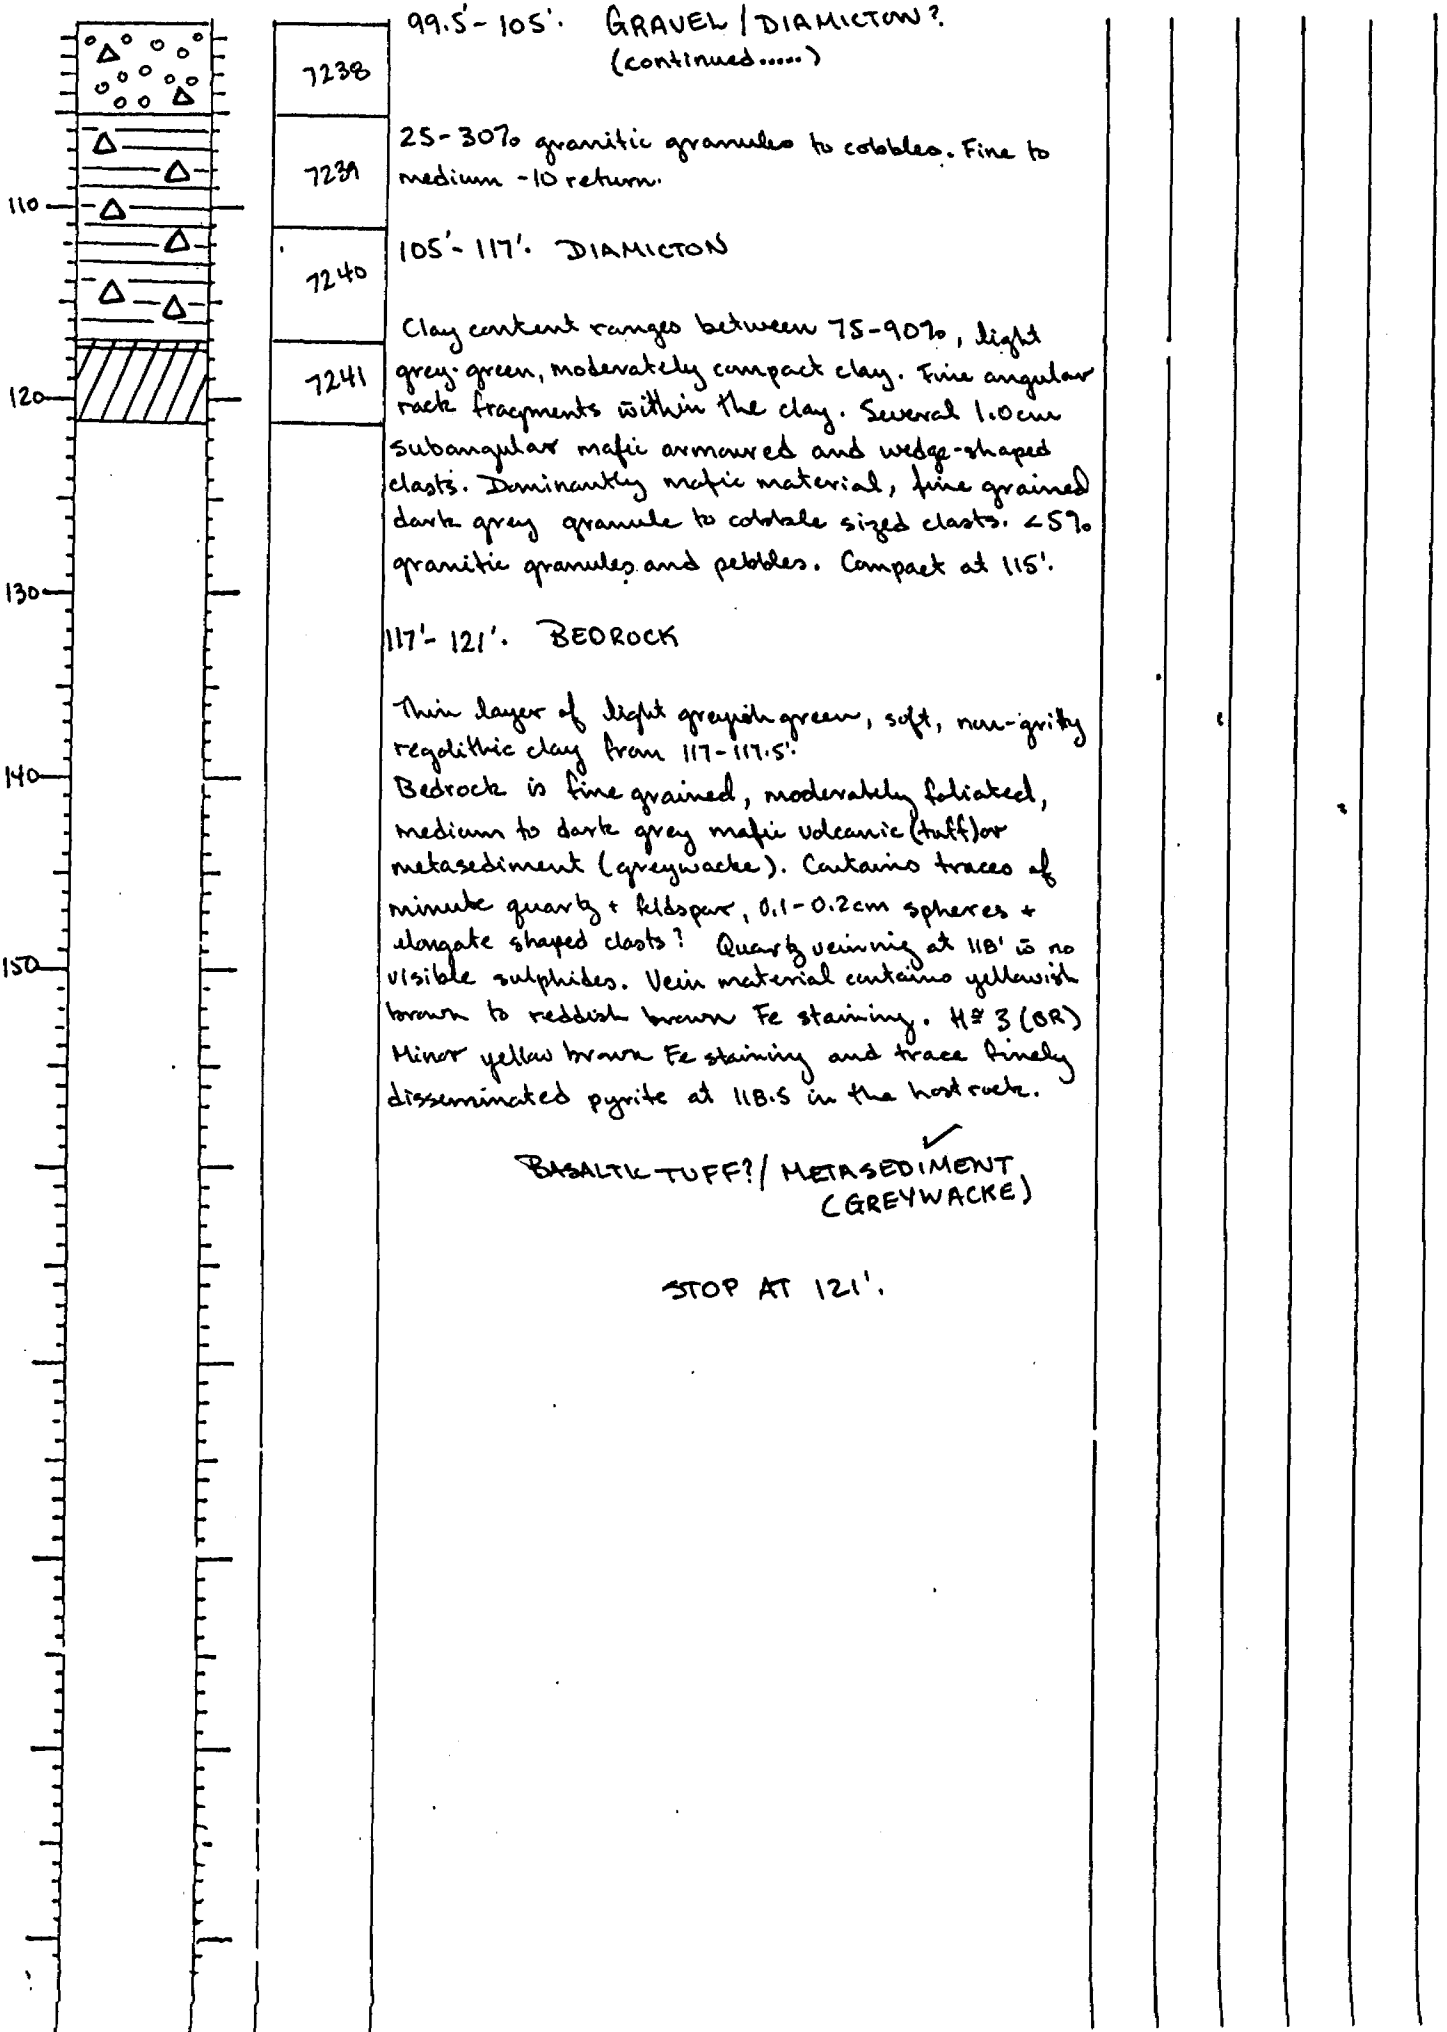 99.5'-105'. GRAVEL/DIAMICTON?
(continued.....)
7238
25-30% granitic granules to cobbles. Fine to
7239
medium -10 return.
110
105'-117'. DIAMICTON
7240
Clay content ranges between 75-90%, light
grey-green, moderately compact clay. Fine angular
7241
120
rock fragments within the clay. Several 1.0cm
subangular mafic armoured and wedge-shaped
clasts. Dominantly mafic material, fine grained
dark grey granule to cobble sized clasts. <5%
granitic granules and pebbles. Compact at 115'.
130
117'-121'. BEDROCK
Thin layer of light greyish green, soft, non-gritty
regolithic clay from 117-117.5'.
140
Bedrock is fine grained, moderately foliated,
medium to dark grey mafic volcanic (tuff) or
metasediment (greywacke). Contains traces of
minute quartz + feldspar, 0.1-0.2cm spheres +
elongate shaped clasts? Quartz veining at 118' w̄ no
150
visible sulphides. Vein material contains yellowish
brown to reddish brown Fe staining. H≅3 (BR)
Minor yellow brown Fe staining and trace finely
disseminated pyrite at 118.5 in the host rock.
BASALTIC TUFF?/METASEDIMENT
(GREYWACKE)
STOP AT 121'.